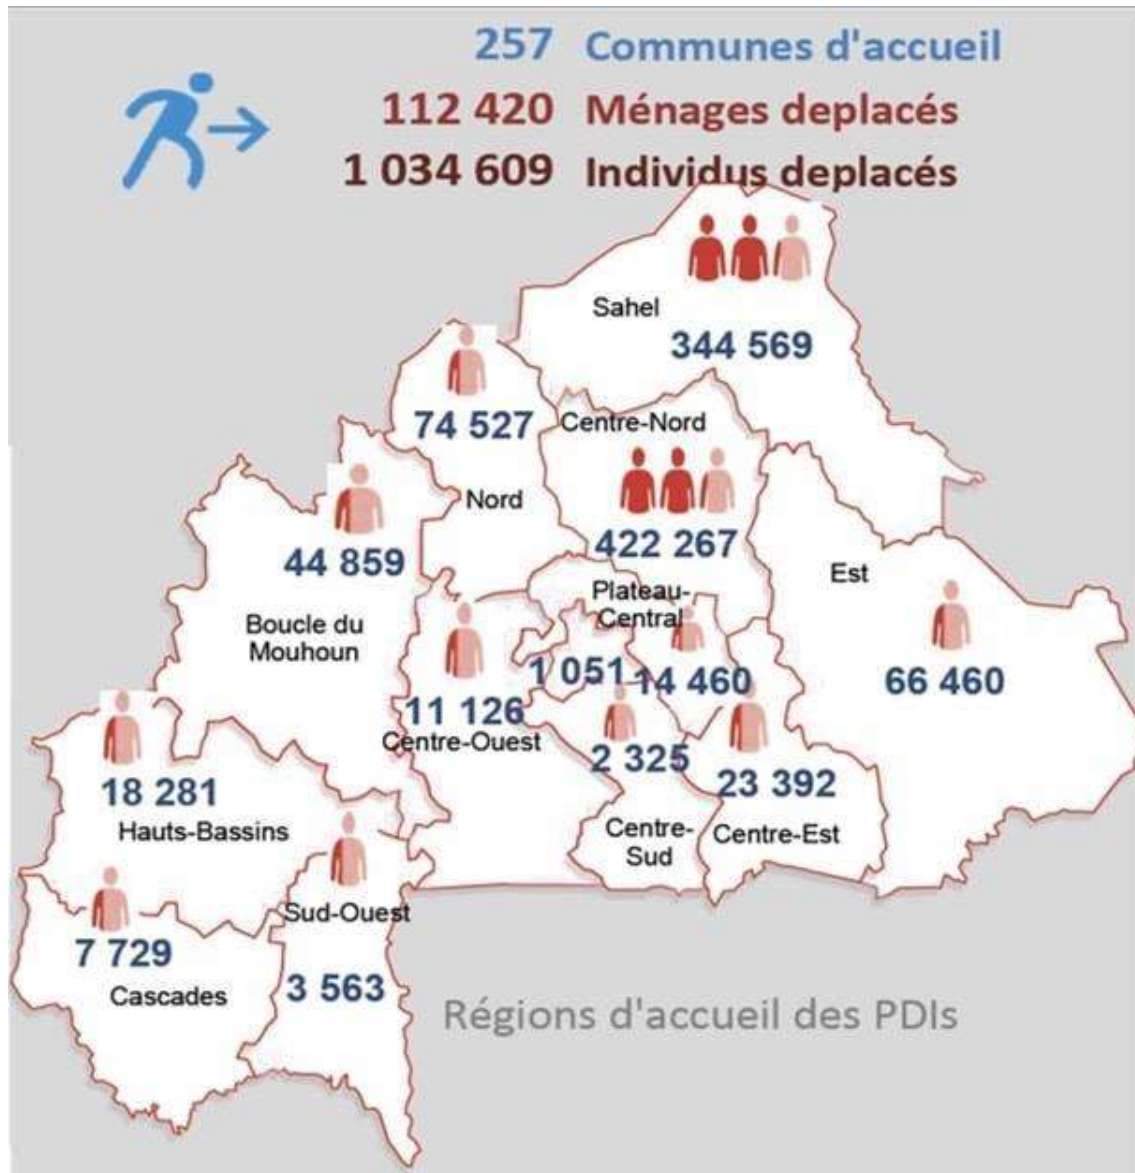 257 Communes d'accueil
112 420 Ménages deplacés
1 034 609 Individus deplacés
Sahel
344 569
74 527
Nord
Centre-Nord
422 267
44 859
Boucle du
Mouhoun
Est
66 460
Plateau-
Central
1 051
14 460
11 126
Centre-Ouest
2 325
Centre-
Sud
23 392
Centre-Est
18 281
Hauts-Bassins
Sud-Ouest
3 563
7 729
Cascades
Régions d'accueil des PDIs